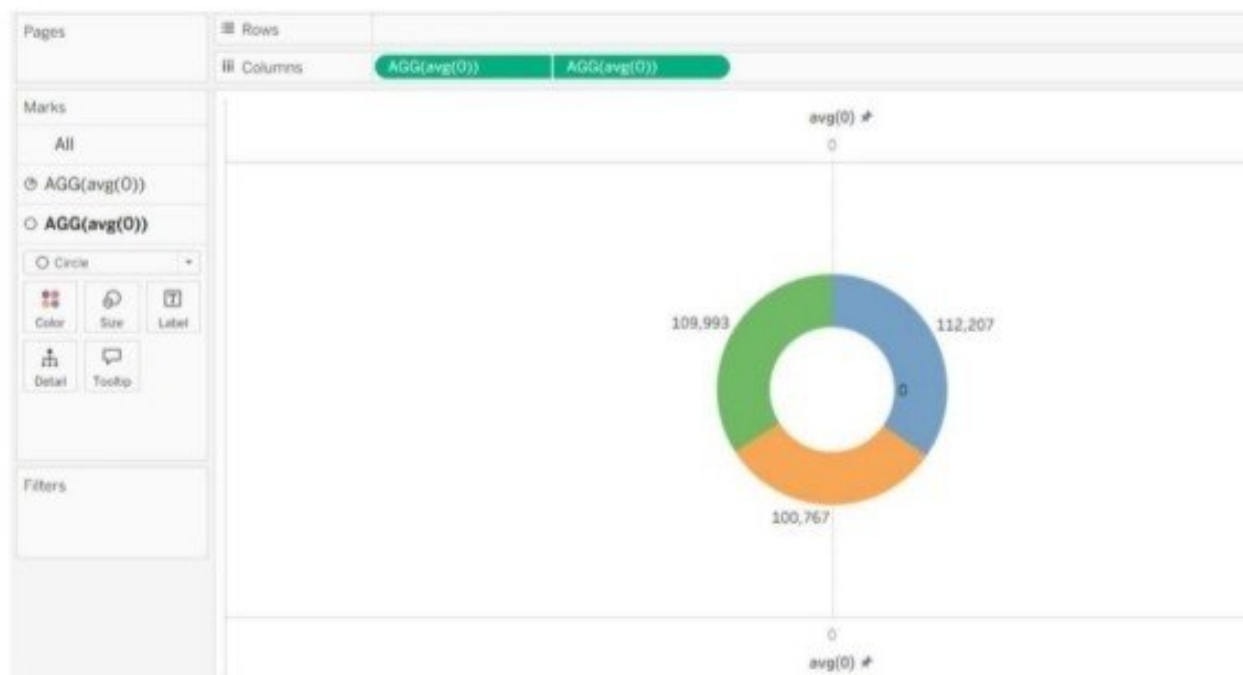 Pages
Rows
Columns
AGG(avg(0)) AGG(avg(0))
Marks
All
AGG(avg(0))
AGG(avg(0))
Circle
Color Size Label
Detail Tooltip
Filters
avg(0)
0
109,993
112,207
0
100,767
0
avg(0)